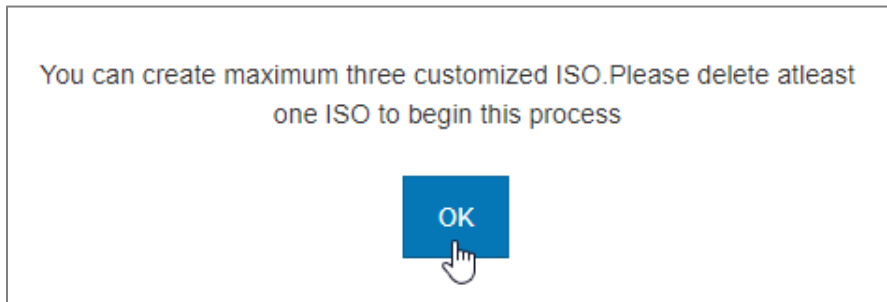 You can create maximum three customized ISO.Please delete atleast
one ISO to begin this process
OK